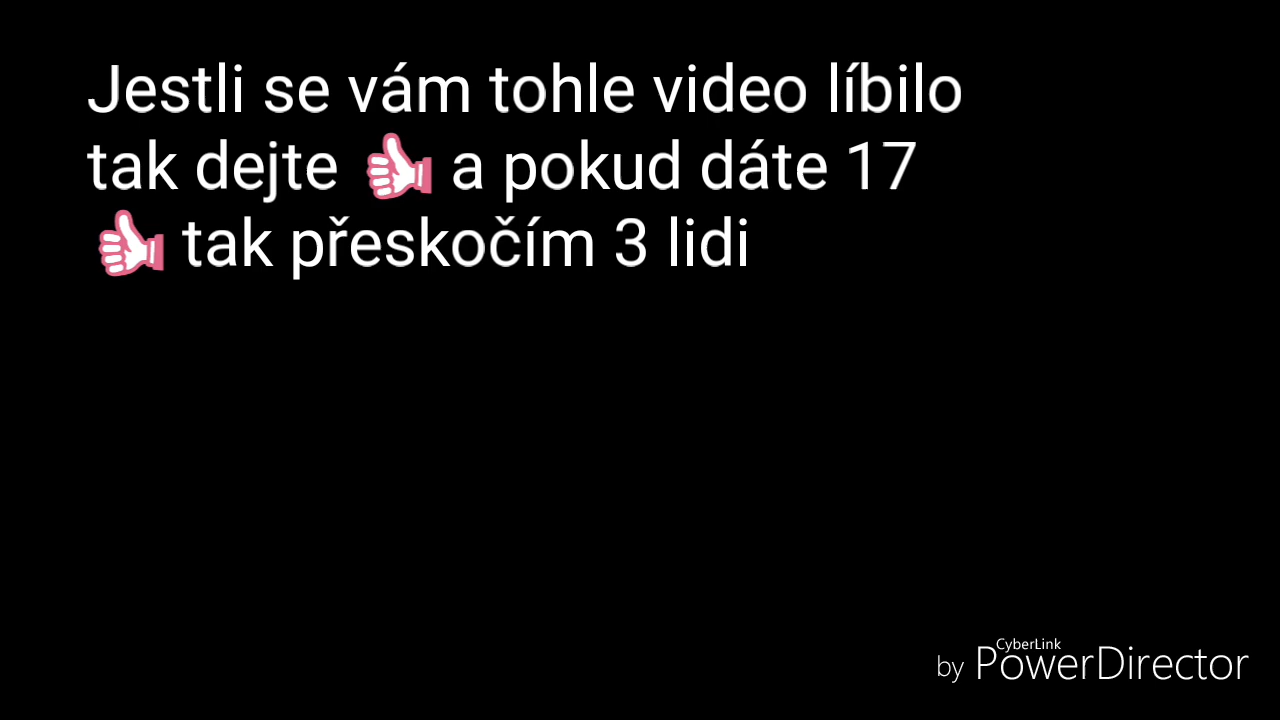 Jestli se vám tohle video líbilo
tak dejte 👍 a pokud dáte 17
👍 tak přeskočím 3 lidi
CyberLink
by PowerDirector